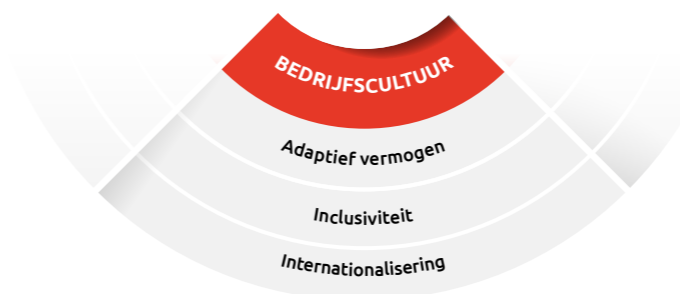 BEDRIJFSCULTUUR
Adaptief vermogen
Inclusiviteit
Internationalisering